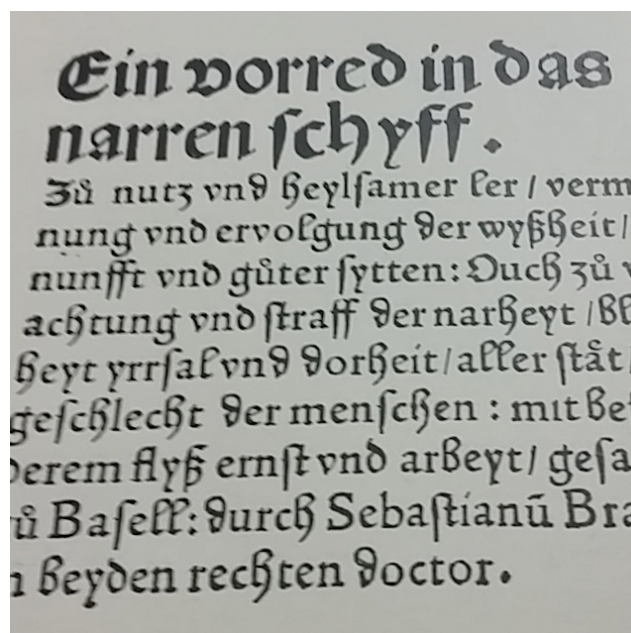 Ein vorred in das
narren ſchyff.
Zů nutz vnd heylſamer ler / verm
nung vnd ervolgung der wyßheit /
nunfft vnd gůter ſytten: Ouch zů
achtung vnd ſtraff der narheyt / bl
heyt yrrſal vnd dorheit / aller ſtåt
geſchlecht der menſchen : mit be
derem flyß ernſt vnd arbeyt / geſa
ů Baſell: durch Sebaſtianū Bra
n beyden rechten doctor.